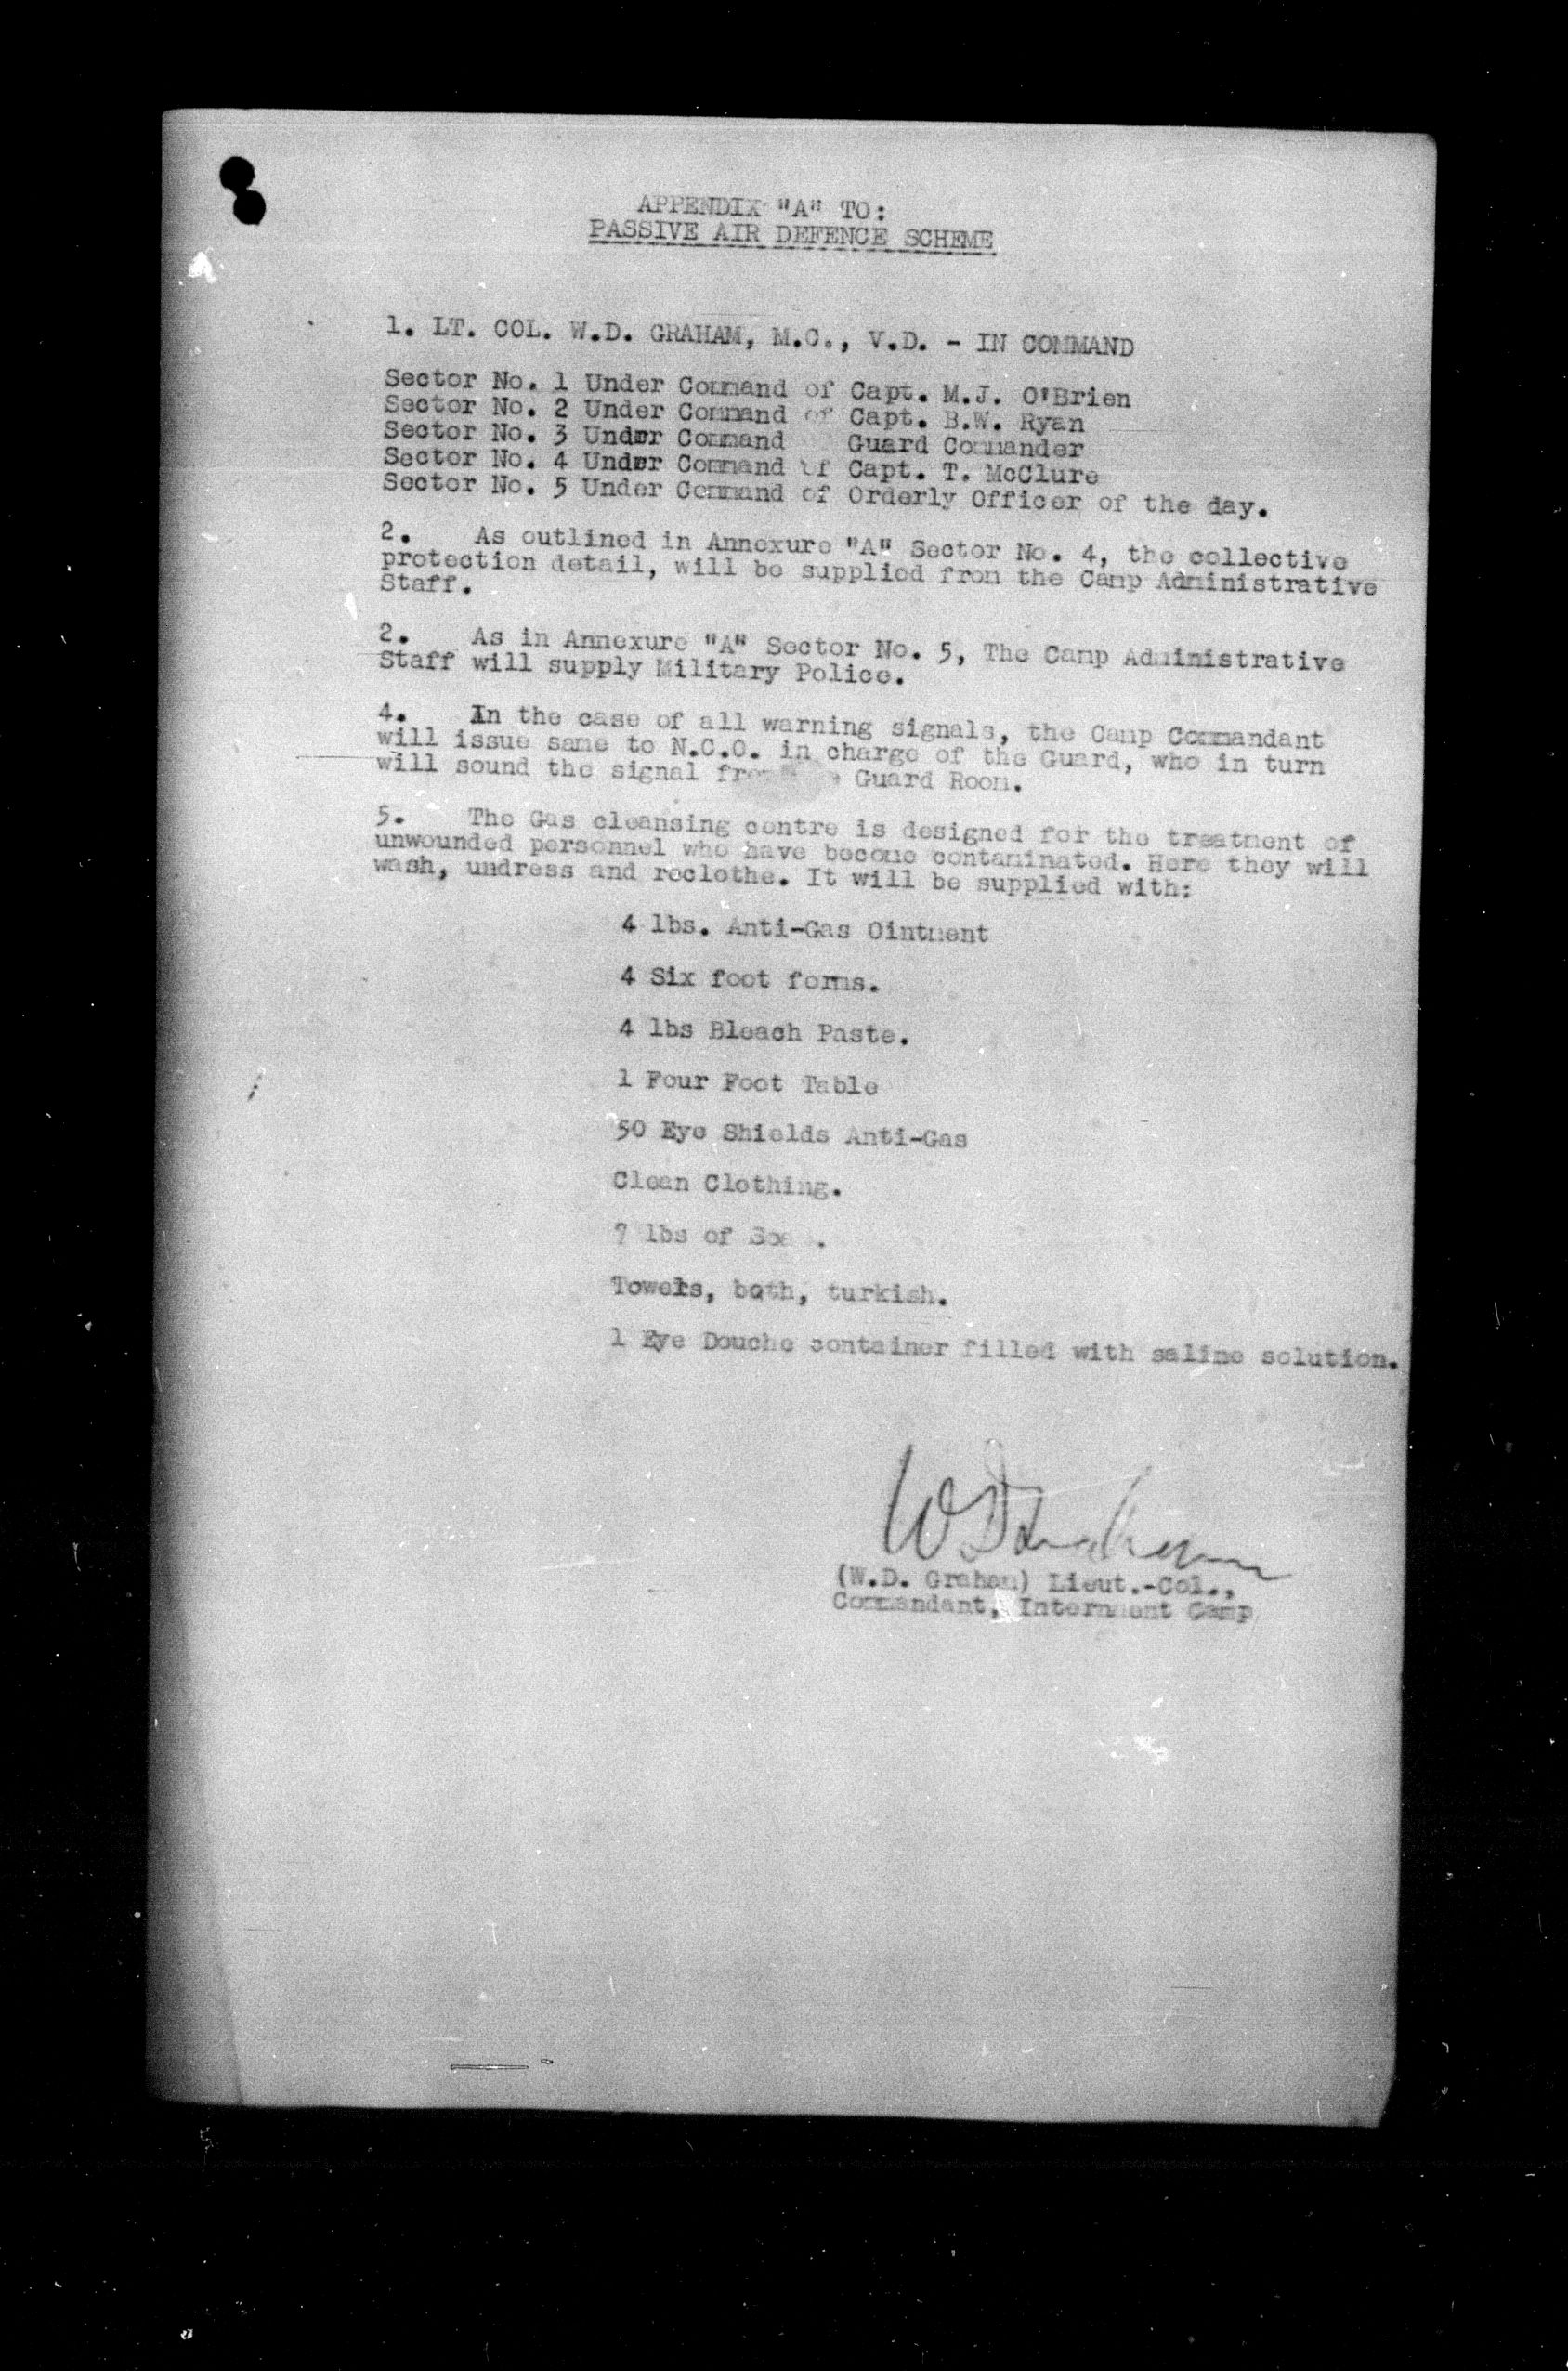 APPENDIX "A" TO:
PASSIVE AIR DEFENCE SCHEME
1. LT. COL. W.D. GRAHAM, M.C., V.D. - IN COMMAND
Sector No. 1 Under Command of Capt. M.J. O'Brien
Sector No. 2 Under Command of Capt. B.W. Ryan
Sector No. 3 Under Command Guard Commander
Sector No. 4 Under Command of Capt. T. McClure
Sector No. 5 Under Command of Orderly Officer of the day.
2. As outlined in Annexure "A" Sector No. 4, the collective
protection detail, will be supplied from the Camp Administrative
Staff.
2. As in Annexure "A" Sector No. 5, The Camp Administrative
Staff will supply Military Police.
4. In the case of all warning signals, the Camp Commandant
will issue same to N.C.O. in charge of the Guard, who in turn
will sound the signal Guard Room.
5. The Gas cleansing centre is designed for the treatment of
unwounded personnel who have become contaminated. Here they will
wash, undress and reclothe. It will be supplied with:
4 lbs. Anti-Gas Ointment
4 Six foot forms.
4 lbs Bleach Paste.
1 Four Foot Table
50 Eye Shields Anti-Gas
Clean Clothing.
7 lbs of
Towels, bath, turkish.
1 Eye Douche container filled with saline solution.
WDGraham
(W.D. Graham) Lieut.-Col.,
Commandant, Internment Camp